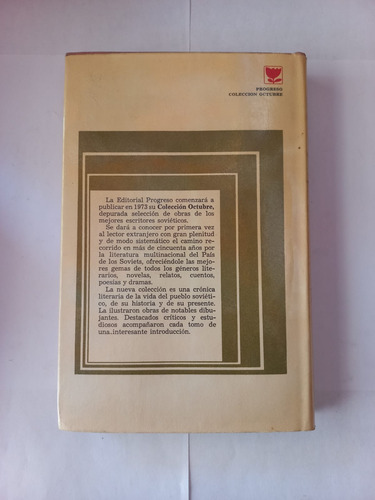 PROGRESO
COLECCION OCTUBRE
La Editorial Progreso comenzará a
publicar en 1973 su Colección Octubre,
depurada selección de obras de los
mejores escritores soviéticos.
Se dará a conocer por primera vez
al lector extranjero con gran plenitud
y de modo sistemático el camino reco-
rrido en más de cincuenta años por
la literatura multinacional del País
de los Soviets, ofreciéndole las mejo-
res gemas de todos los géneros lite-
rarios, novelas, relatos, cuentos,
poesías y dramas.
La nueva colección es una crónica
literaria de la vida del pueblo soviéti-
co, de su historia y de su presente.
La ilustraron obras de notables dibu-
jantes. Destacados críticos y estu-
diosos acompañaron cada tomo de
una interesante introducción.